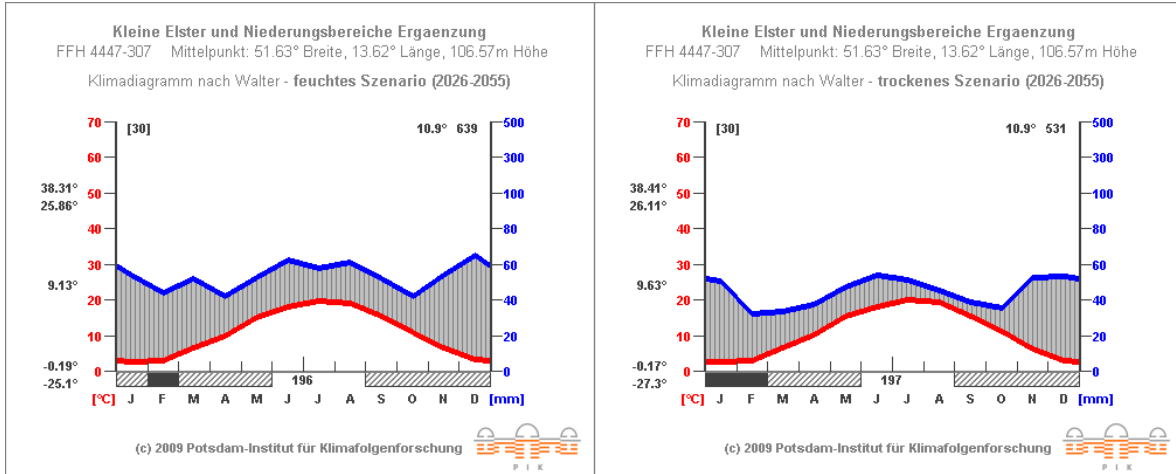 Kleine Elster und Niederungsbereiche Ergaenzung
FFH 4447-307 Mittelpunkt: 51.63° Breite, 13.62° Länge, 106.57m Höhe
Klimadiagramm nach Walter - feuchtes Szenario (2026-2055)
70 [30] 10.9° 639 500
60 300
38.31° 50 100
25.86°
40 80
30 60
9.13° 20 40
10 20
-0.19° 0 196 0
-25.1°
[°C] J F M A M J J A S O N D [mm]
(c) 2009 Potsdam-Institut für Klimafolgenforschung
P I K
Kleine Elster und Niederungsbereiche Ergaenzung
FFH 4447-307 Mittelpunkt: 51.63° Breite, 13.62° Länge, 106.57m Höhe
Klimadiagramm nach Walter - trockenes Szenario (2026-2055)
70 [30] 10.9° 531 500
60 300
38.41° 50 100
26.11°
40 80
30 60
9.63° 20 40
10 20
-0.17° 0 197 0
-27.3°
[°C] J F M A M J J A S O N D [mm]
(c) 2009 Potsdam-Institut für Klimafolgenforschung
P I K